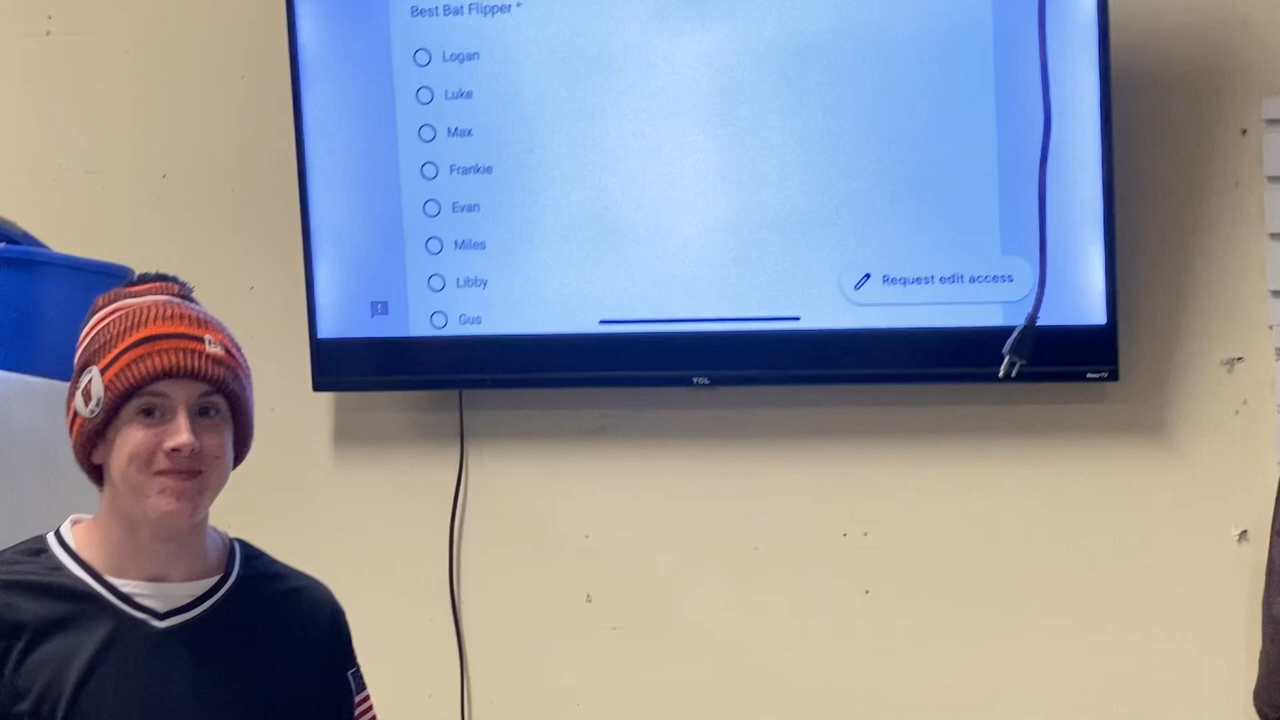 Best Bat Flipper *
Logan
Luke
Max
Frankie
Evan
Miles
Libby
Gus
Request edit access
TCL